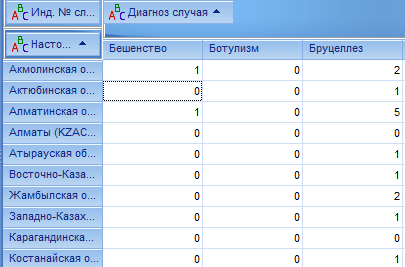 Инд. № сл... Диагноз случая
Насто... Бешенство Ботулизм Бруцеллез
Акмолинская о... 1 0 2
Актюбинская о... 0 0 1
Алматинская о... 1 0 5
Алматы (KZAC... 0 0 0
Атырауская об... 0 0 1
Восточно-Каза... 0 0 1
Жамбылская о... 0 0 2
Западно-Казах... 0 0 1
Карагандинска... 0 0 0
Костанайская о... 0 0 1